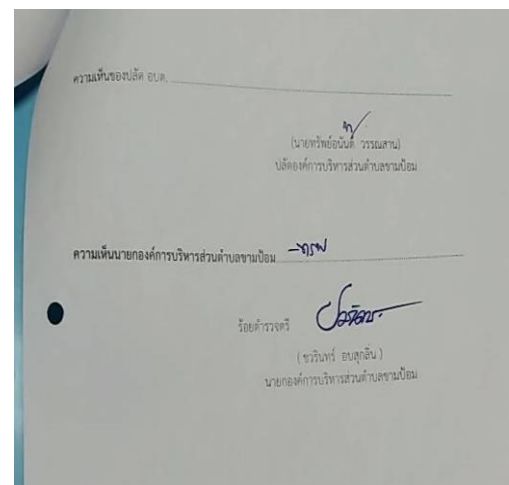 ความเห็นของปลัด อบต.
(นายทรัพย์อนันต์ วรรณสาน)
ปลัดองค์การบริหารส่วนตำบลขามป้อม
ความเห็นนายกองค์การบริหารส่วนตำบลขามป้อม -ทราบ
ร้อยตำรวจตรี
( ชวรินทร์ อบสุกลิ่น )
นายกองค์การบริหารส่วนตำบลขามป้อม